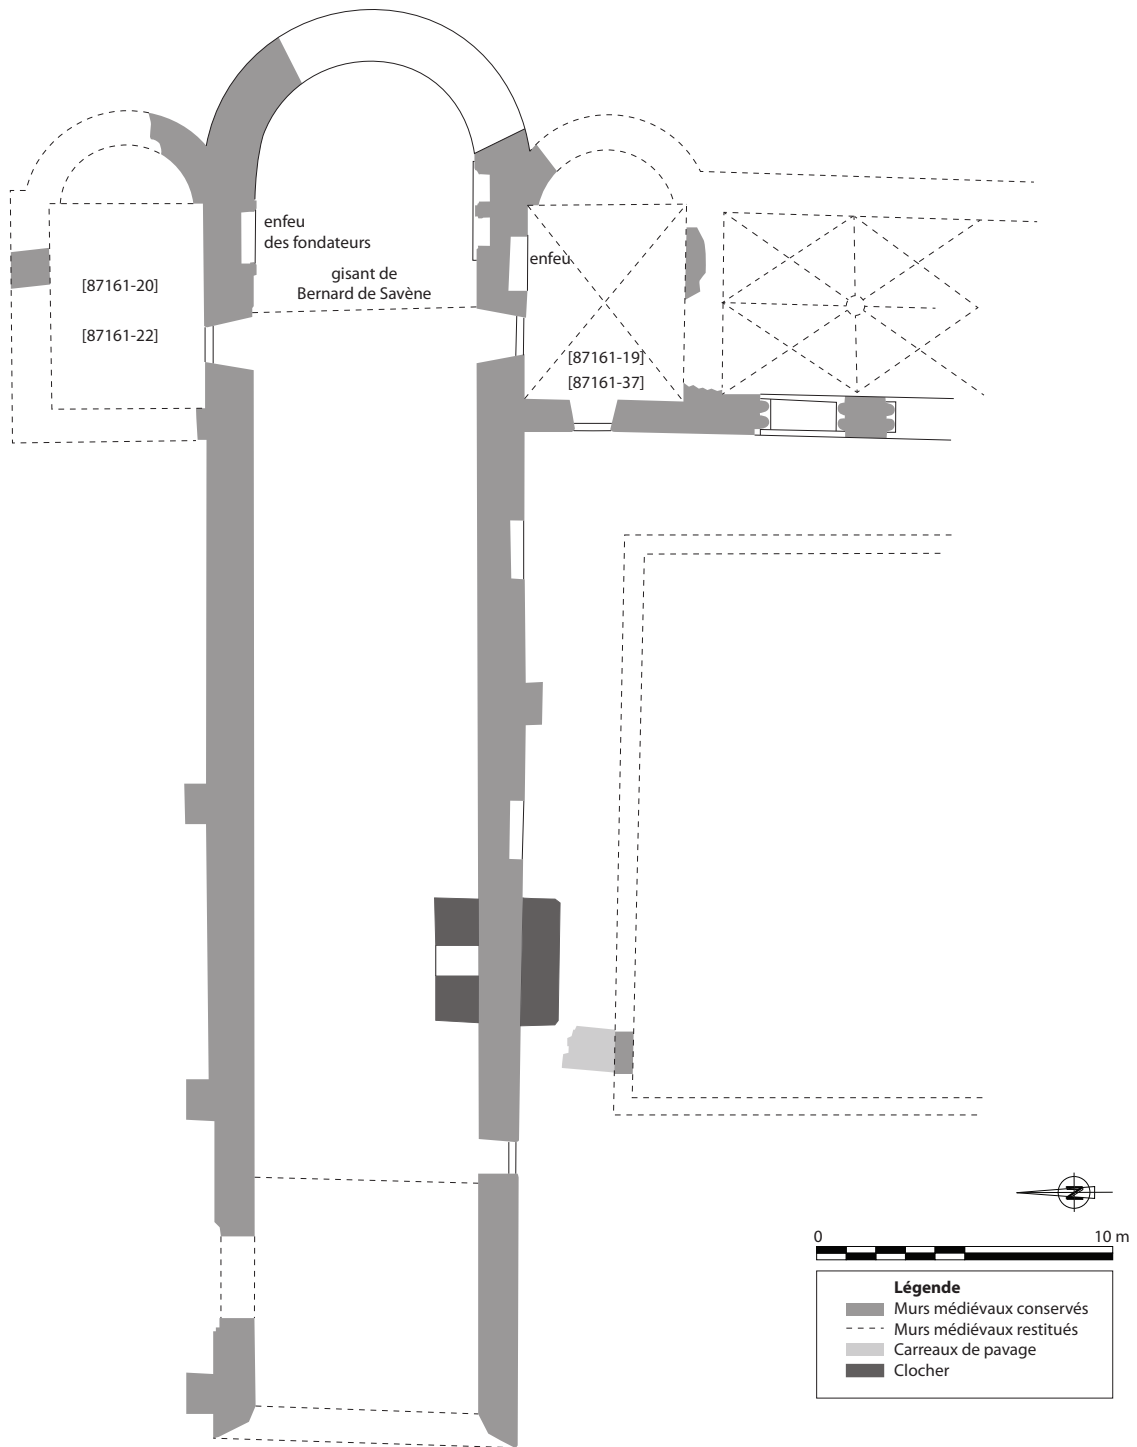 enfeu
des fondateurs
gisant de
Bernard de Savène
enfeu
[87161-20]
[87161-22]
[87161-19]
[87161-37]
N
0 10 m
Légende
Murs médiévaux conservés
Murs médiévaux restitués
Carreaux de pavage
Clocher